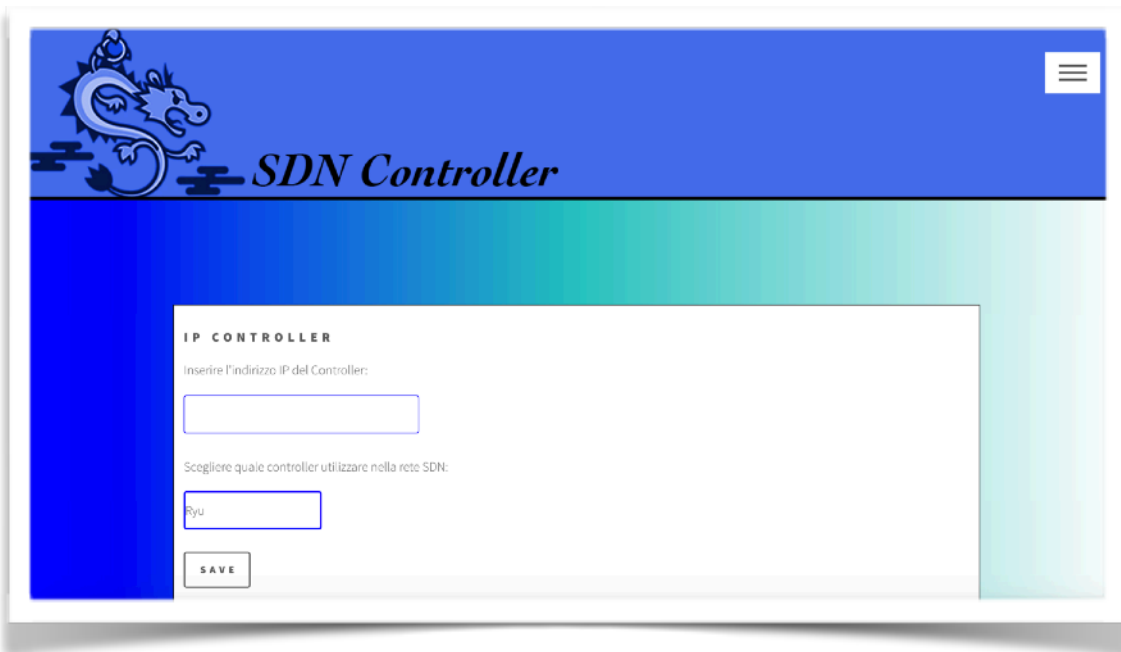 SDN Controller
IP CONTROLLER
Inserire l'indirizzo IP del Controller:
Scegliere quale controller utilizzare nella rete SDN:
Ryu
SAVE